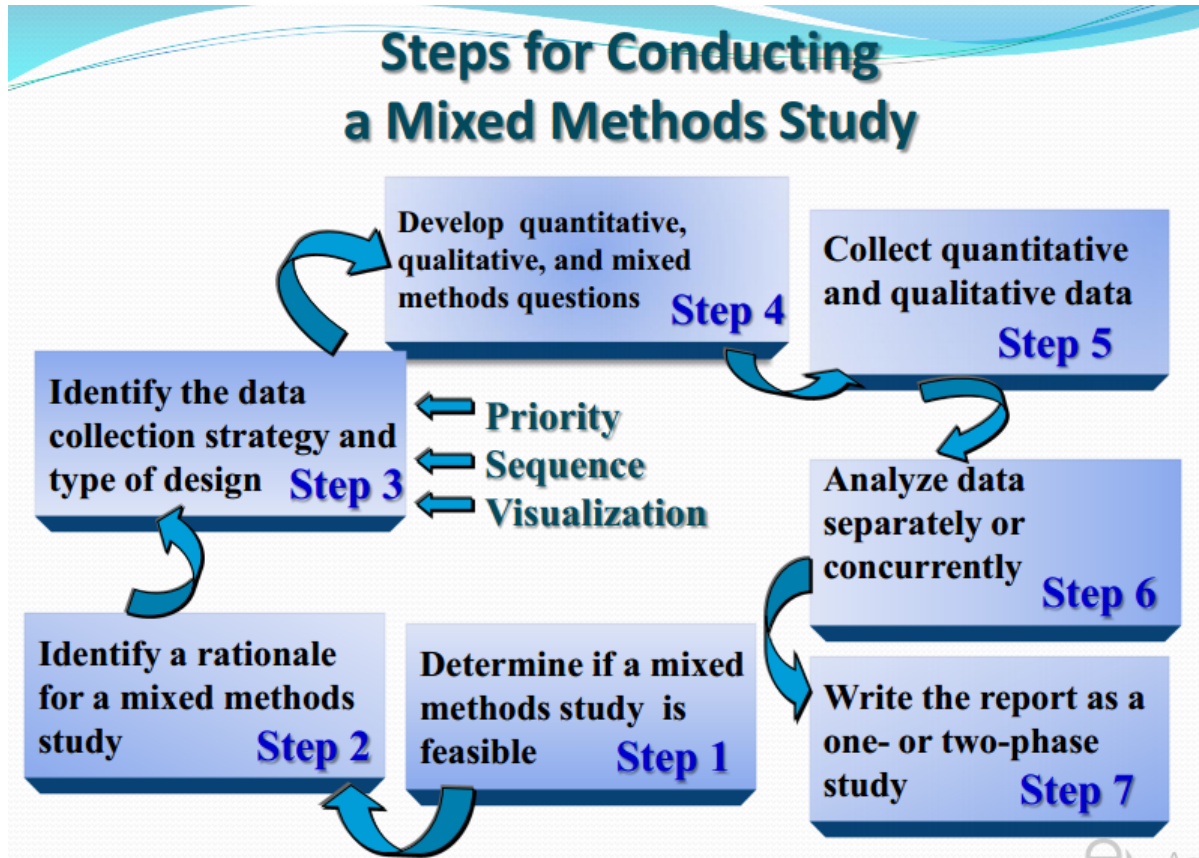 Steps for Conducting
a Mixed Methods Study
Determine if a mixed
methods study is
feasible
Step 1
Identify a rationale
for a mixed methods
study
Step 2
Identify the data
collection strategy and
type of design
Step 3
Priority
Sequence
Visualization
Develop quantitative,
qualitative, and mixed
methods questions
Step 4
Collect quantitative
and qualitative data
Step 5
Analyze data
separately or
concurrently
Step 6
Write the report as a
one- or two-phase
study
Step 7